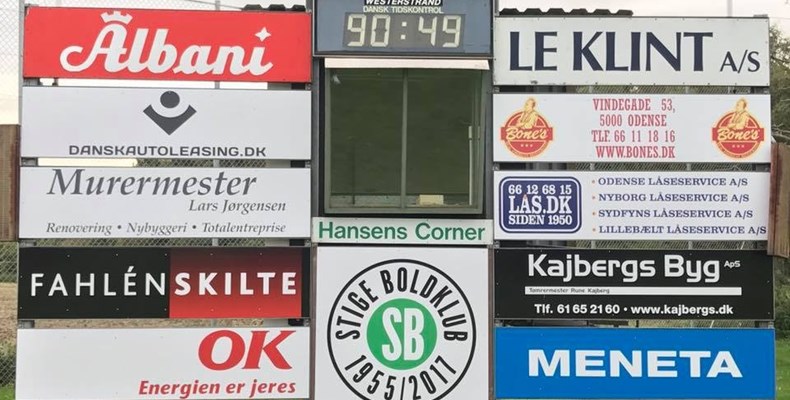 Albani
DANSKAUTOLEASING.DK
Murermester
Lars Jørgensen
Renovering • Nybyggeri • Totalentreprise
FAHLÉN SKILTE
OK
Energien er jeres
WESTERSTRAND
DANSK TIDSKONTROL
90:49
Hansens Corner
STIGE BOLDKLUB
SB
1955/2017
LE KLINT A/S
Bone's
VINDEGADE 53,
5000 ODENSE
TLF. 66 11 18 16
WWW.BONES.DK
Bone's
66 12 68 15
LÅS.DK
SIDEN 1950
• ODENSE LÅSESERVICE A/S
• NYBORG LÅSESERVICE A/S
• SYDFYNS LÅSESERVICE A/S
• LILLEBÆLT LÅSESERVICE A/S
Kajbergs Byg ApS
Tømrermester Rune Kajberg
Tlf. 61 65 21 60 • www.kajbergs.dk
MENETA